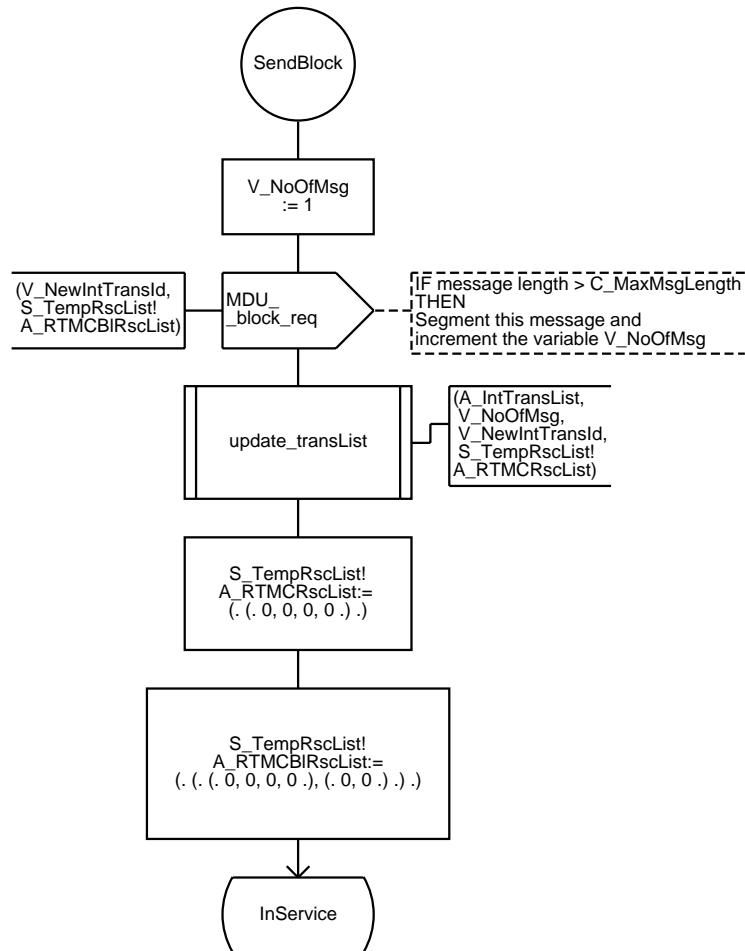 SendBlock
V_NoOfMsg
:= 1
(V_NewIntTransId,
S_TempRscList!
A_RTMCBlRscList)
MDU_
_block_req
IF message length > C_MaxMsgLength
THEN
Segment this message and
increment the variable V_NoOfMsg
update_transList
(A_IntTransList,
V_NoOfMsg,
V_NewIntTransId,
S_TempRscList!
A_RTMCRscList)
S_TempRscList!
A_RTMCRscList:=
(. (. 0, 0, 0, 0 .) .)
S_TempRscList!
A_RTMCBlRscList:=
(. (. (. 0, 0, 0, 0 .), (. 0, 0 .) .) .)
InService